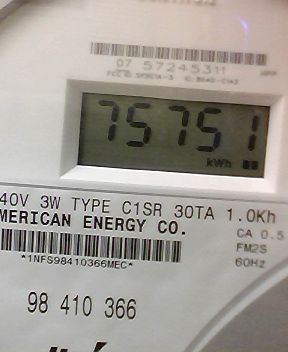 07 57245311
75751
kWh
40V 3W TYPE C1SR 30TA 1.0Kh
MERICAN ENERGY CO.
CA 0.5
FM2S
60Hz
*1NFS98410366MEC*
98 410 366